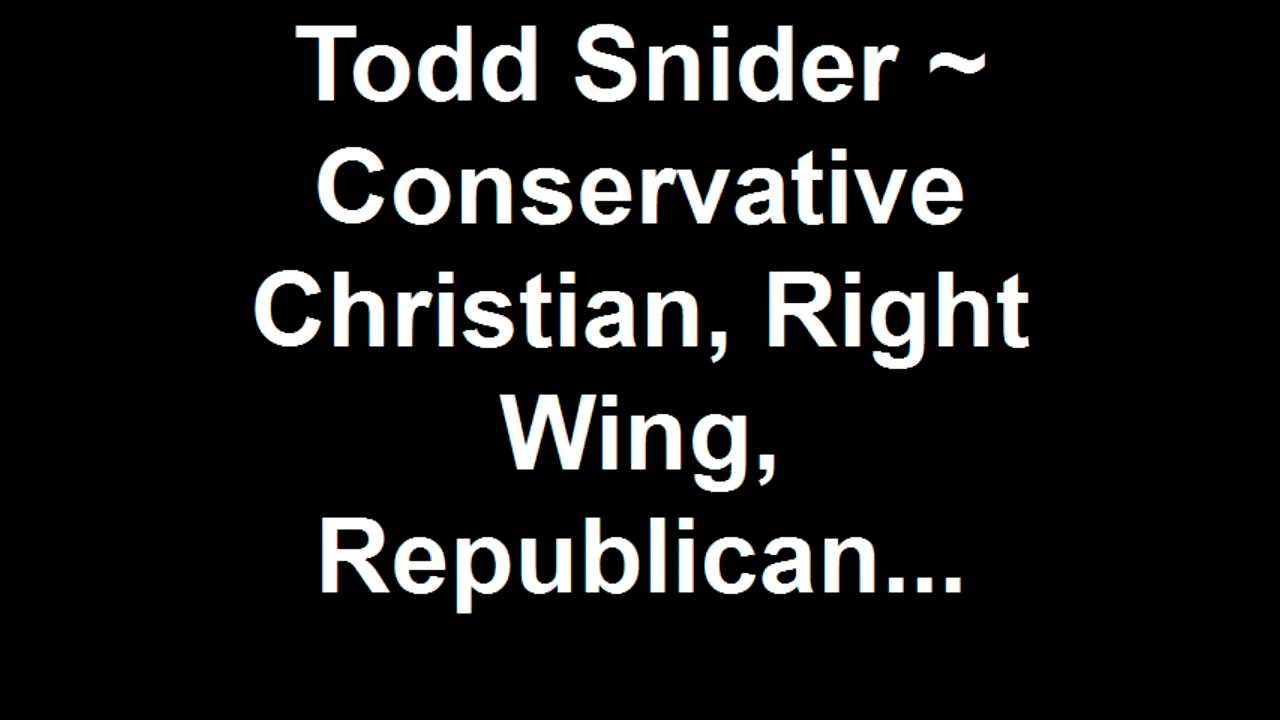 Todd Snider ~
Conservative
Christian, Right
Wing,
Republican...